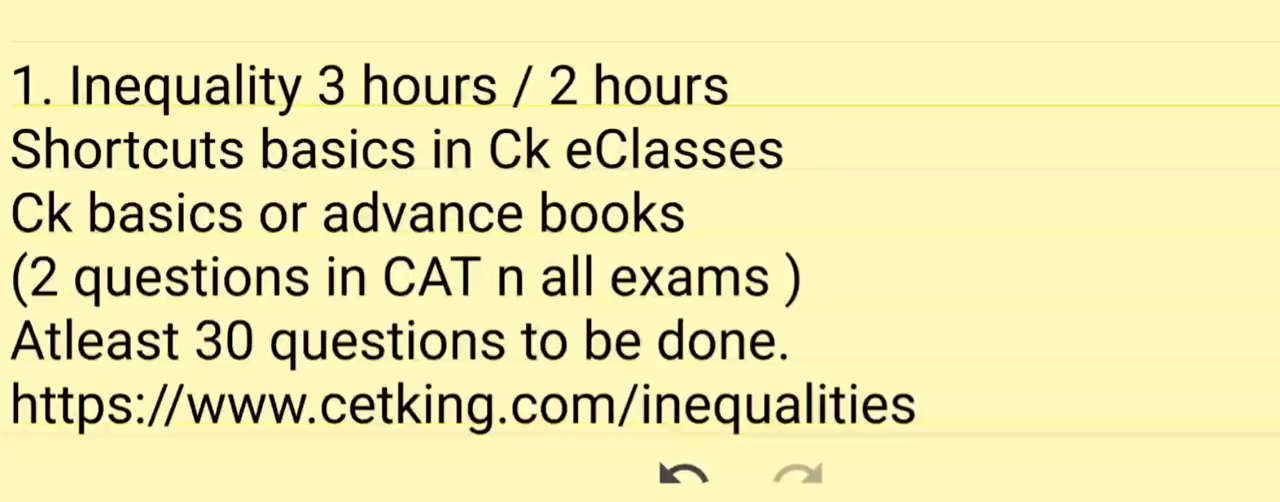 1. Inequality 3 hours / 2 hours
Shortcuts basics in Ck eClasses
Ck basics or advance books
(2 questions in CAT n all exams )
Atleast 30 questions to be done.
https://www.cetking.com/inequalities